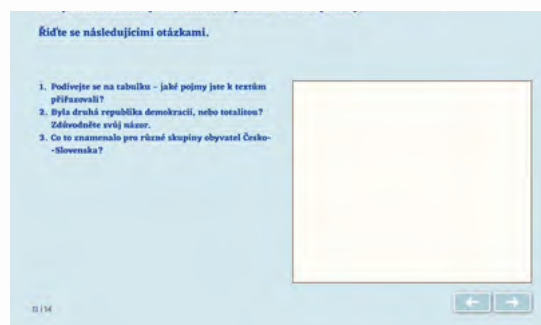 Řiďte se následujícími otázkami.
1. Podívejte se na tabulku – jaké pojmy jste k textům
přiřazovali?
2. Byla druhá republika demokracií, nebo totalitou?
Zdůvodněte svůj názor.
3. Co to znamenalo pro různé skupiny obyvatel Česko-
-Slovenska?
11 | 14